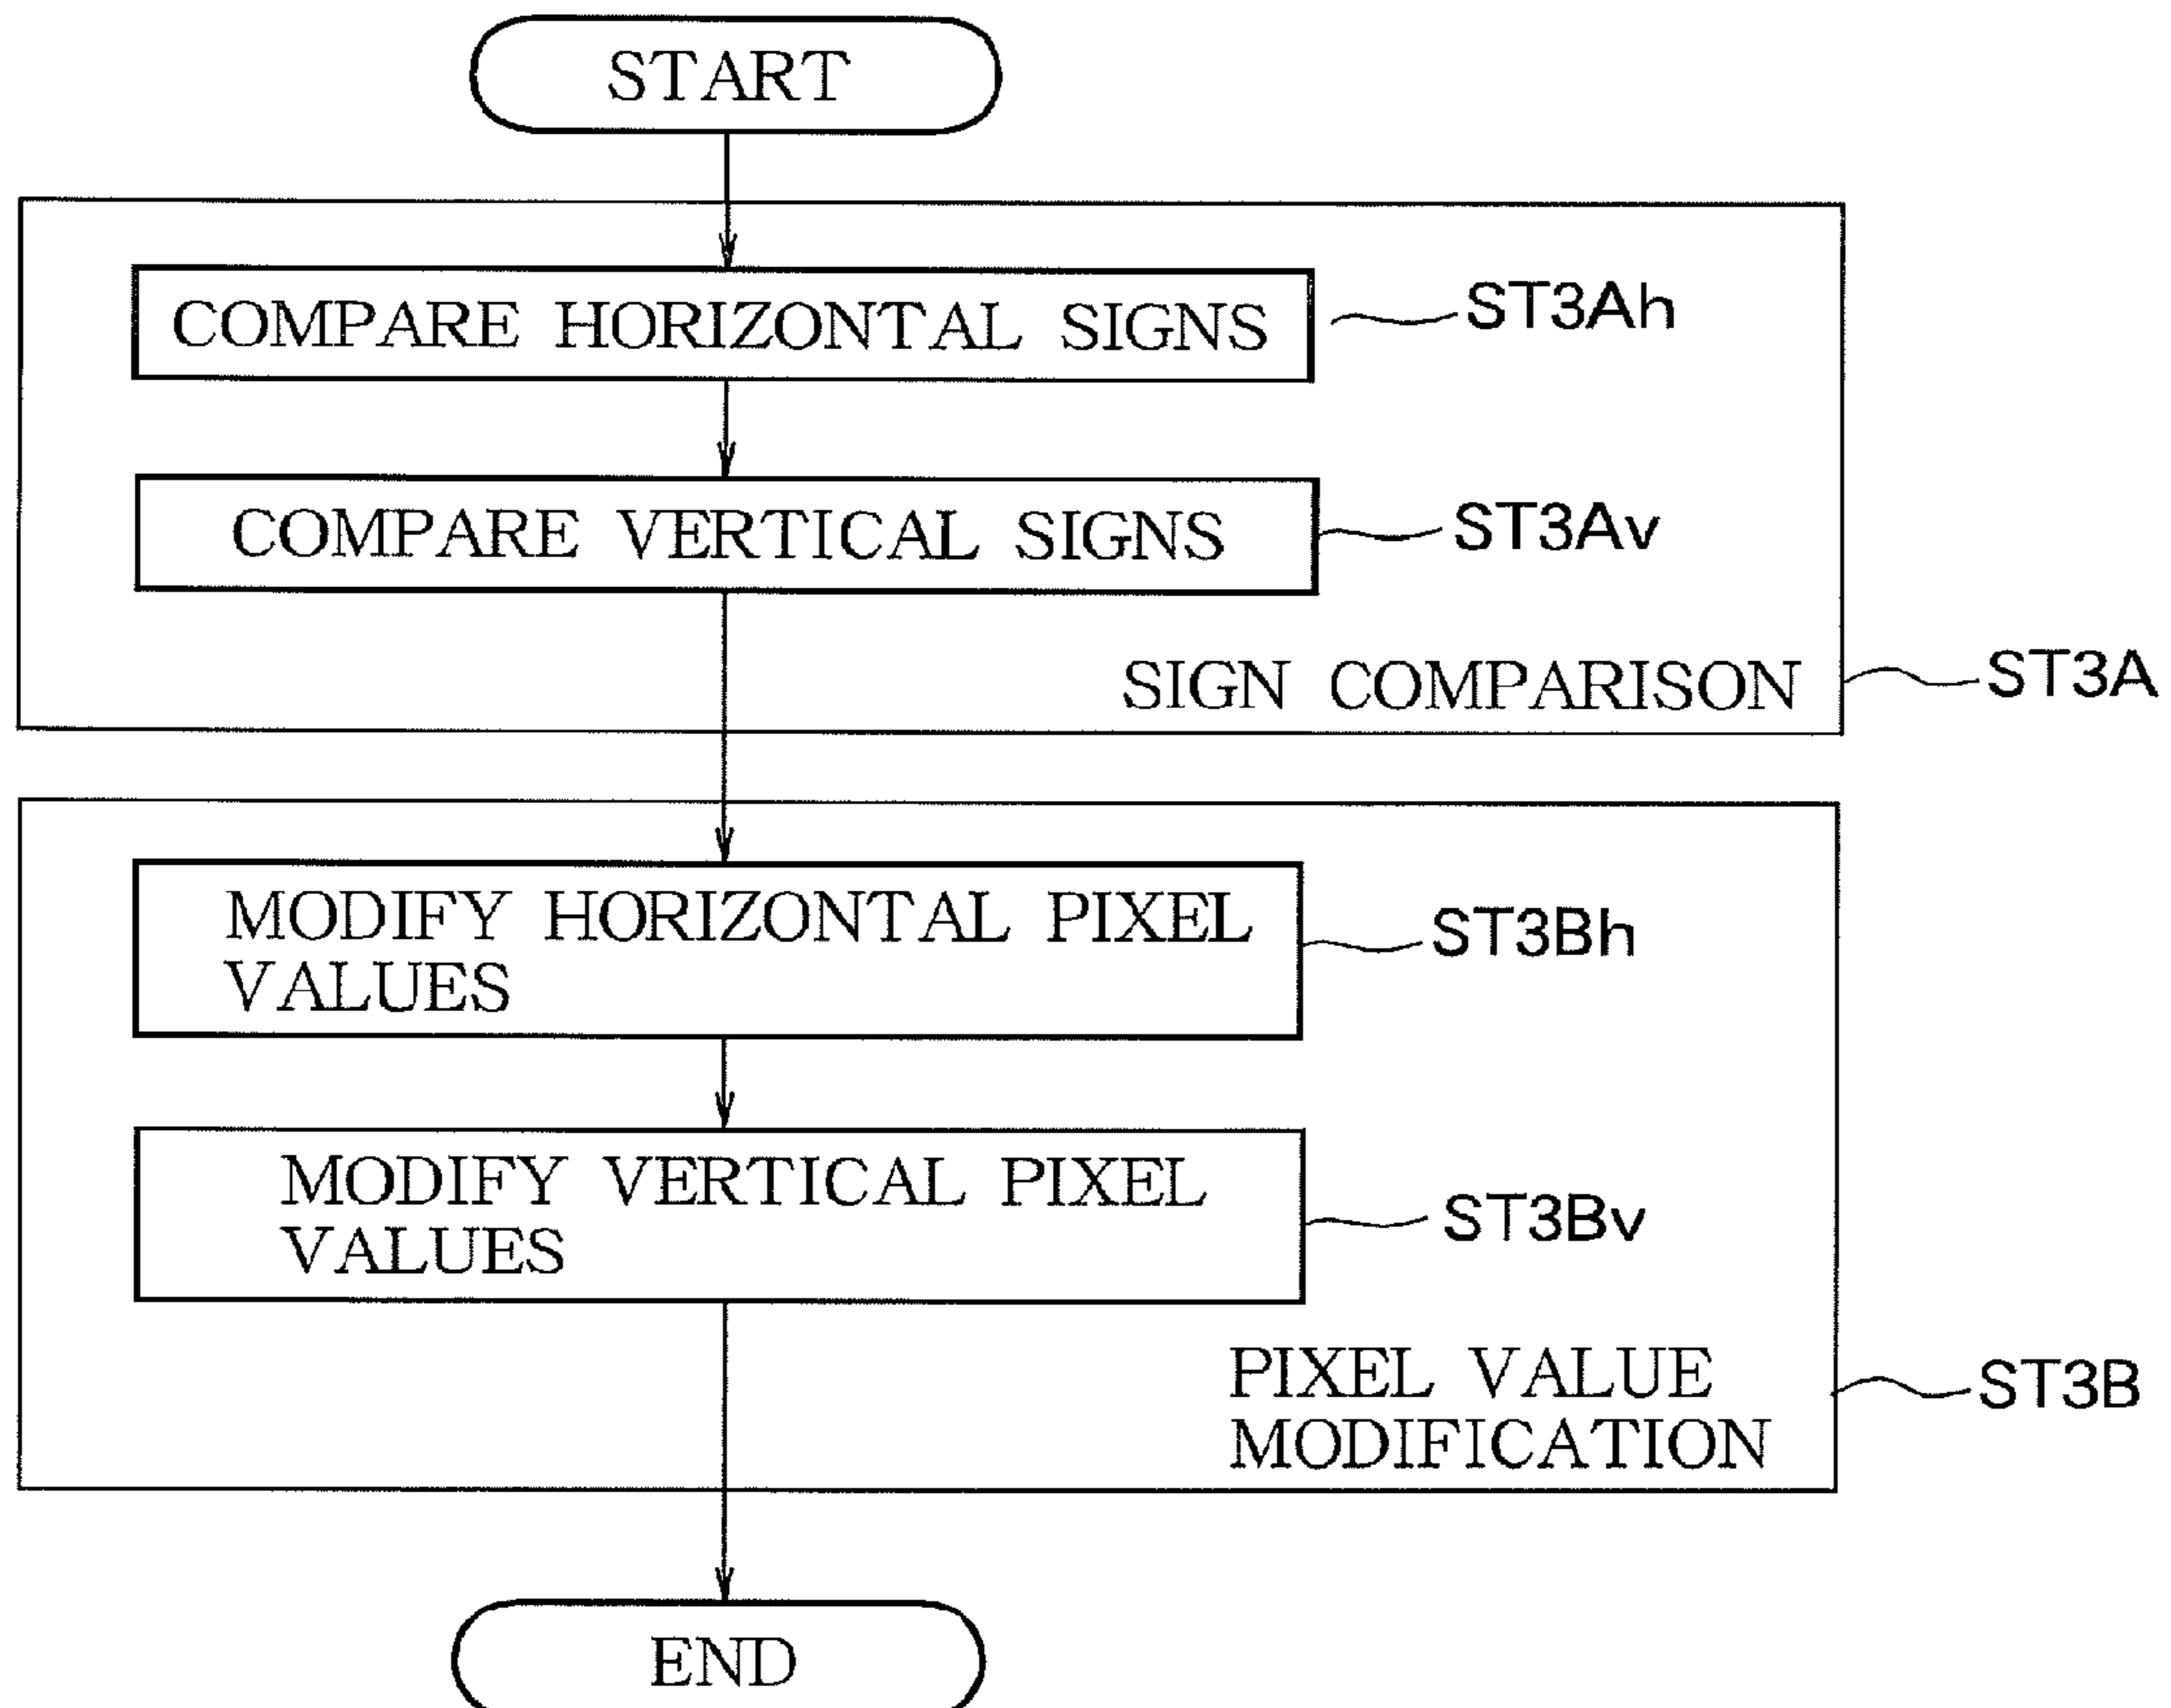 START
COMPARE HORIZONTAL SIGNS
ST3Ah
COMPARE VERTICAL SIGNS
ST3Av
SIGN COMPARISON
ST3A
MODIFY HORIZONTAL PIXEL
VALUES
ST3Bh
MODIFY VERTICAL PIXEL
VALUES
ST3Bv
PIXEL VALUE
MODIFICATION
ST3B
END